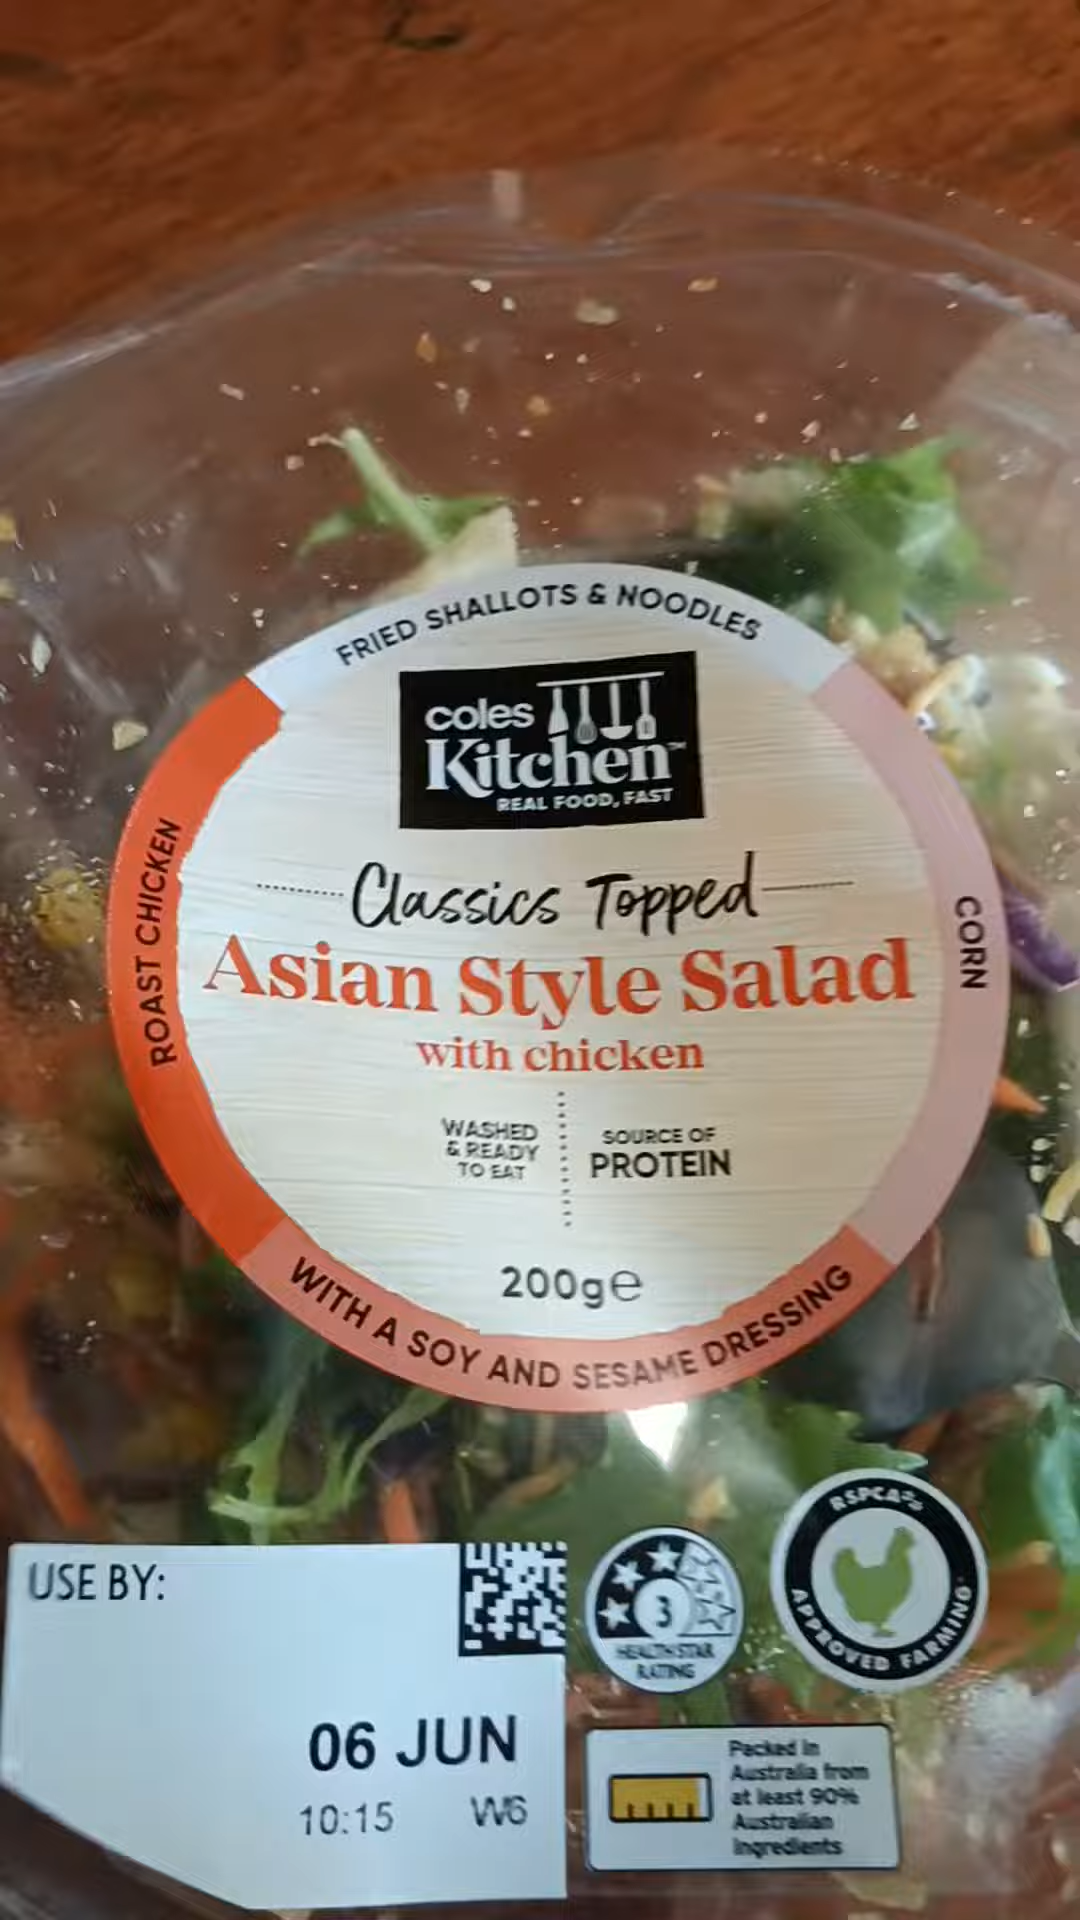 FRIED SHALLOTS & NOODLES
coles
Kitchen™
REAL FOOD, FAST
ROAST CHICKEN
CORN
Classics Topped
Asian Style Salad
with chicken
WASHED
& READY
TO EAT
SOURCE OF
PROTEIN
200g℮
WITH A SOY AND SESAME DRESSING
USE BY:
06 JUN
10:15 W6
3
HEALTH STAR
RATING
RSPCA
APPROVED FARMING
Packed in
Australia from
at least 90%
Australian
ingredients